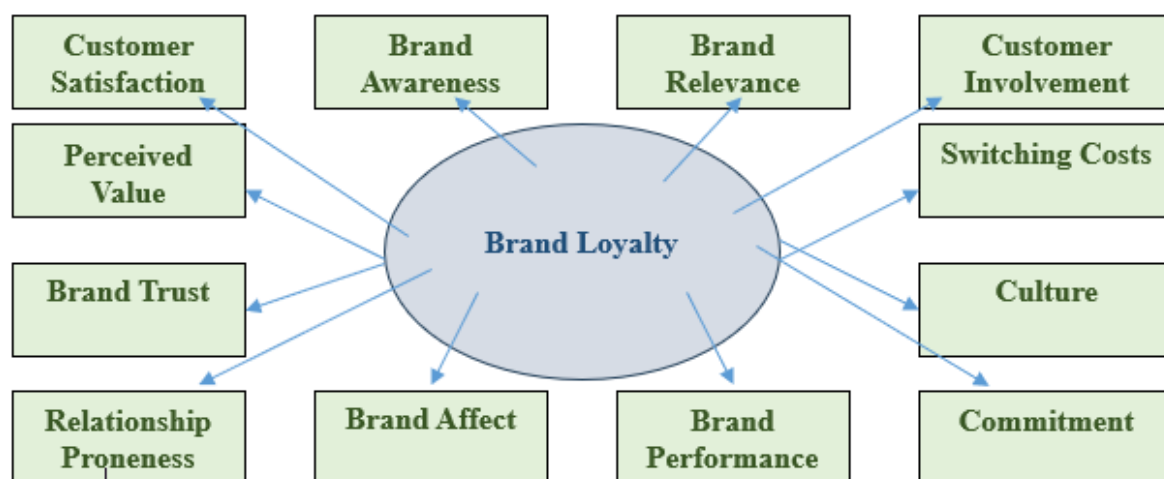 Customer
Satisfaction
Brand
Awareness
Brand
Relevance
Customer
Involvement
Perceived
Value
Switching Costs
Brand Loyalty
Brand Trust
Culture
Relationship
Proneness
Brand Affect
Brand
Performance
Commitment